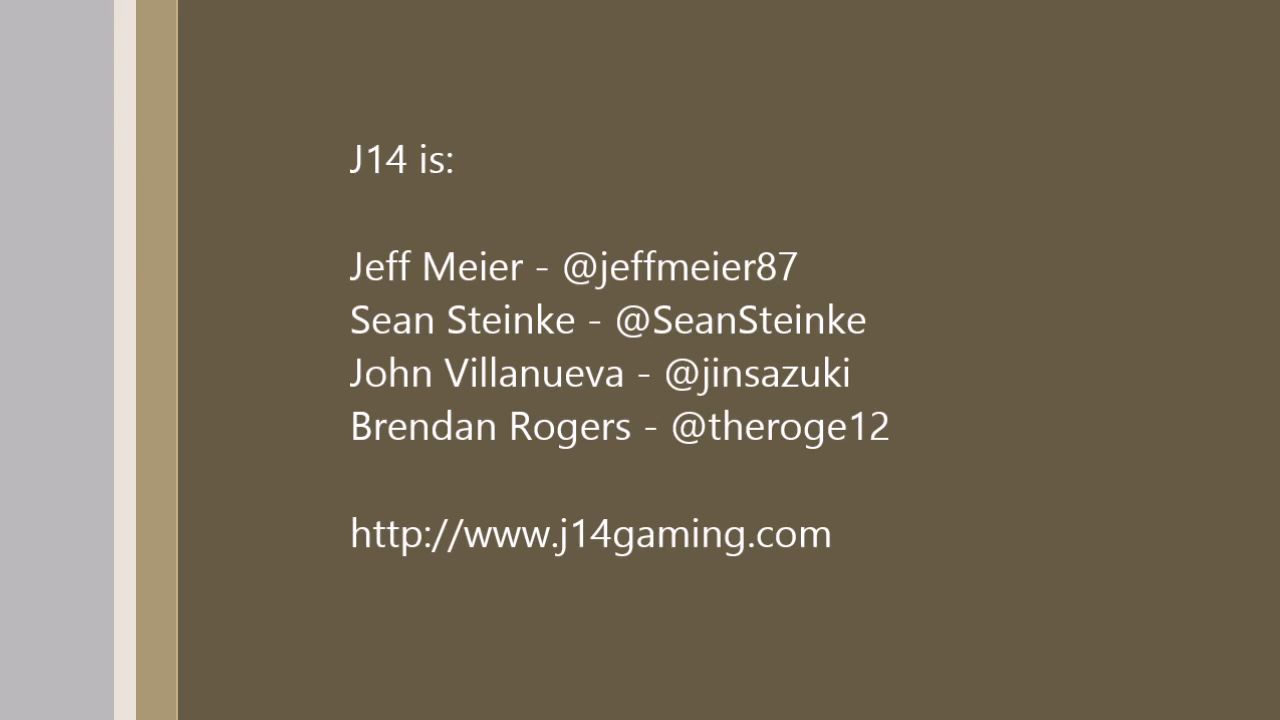 J14 is:
Jeff Meier - @jeffmeier87
Sean Steinke - @SeanSteinke
John Villanueva - @jinsazuki
Brendan Rogers - @theroge12
http://www.j14gaming.com